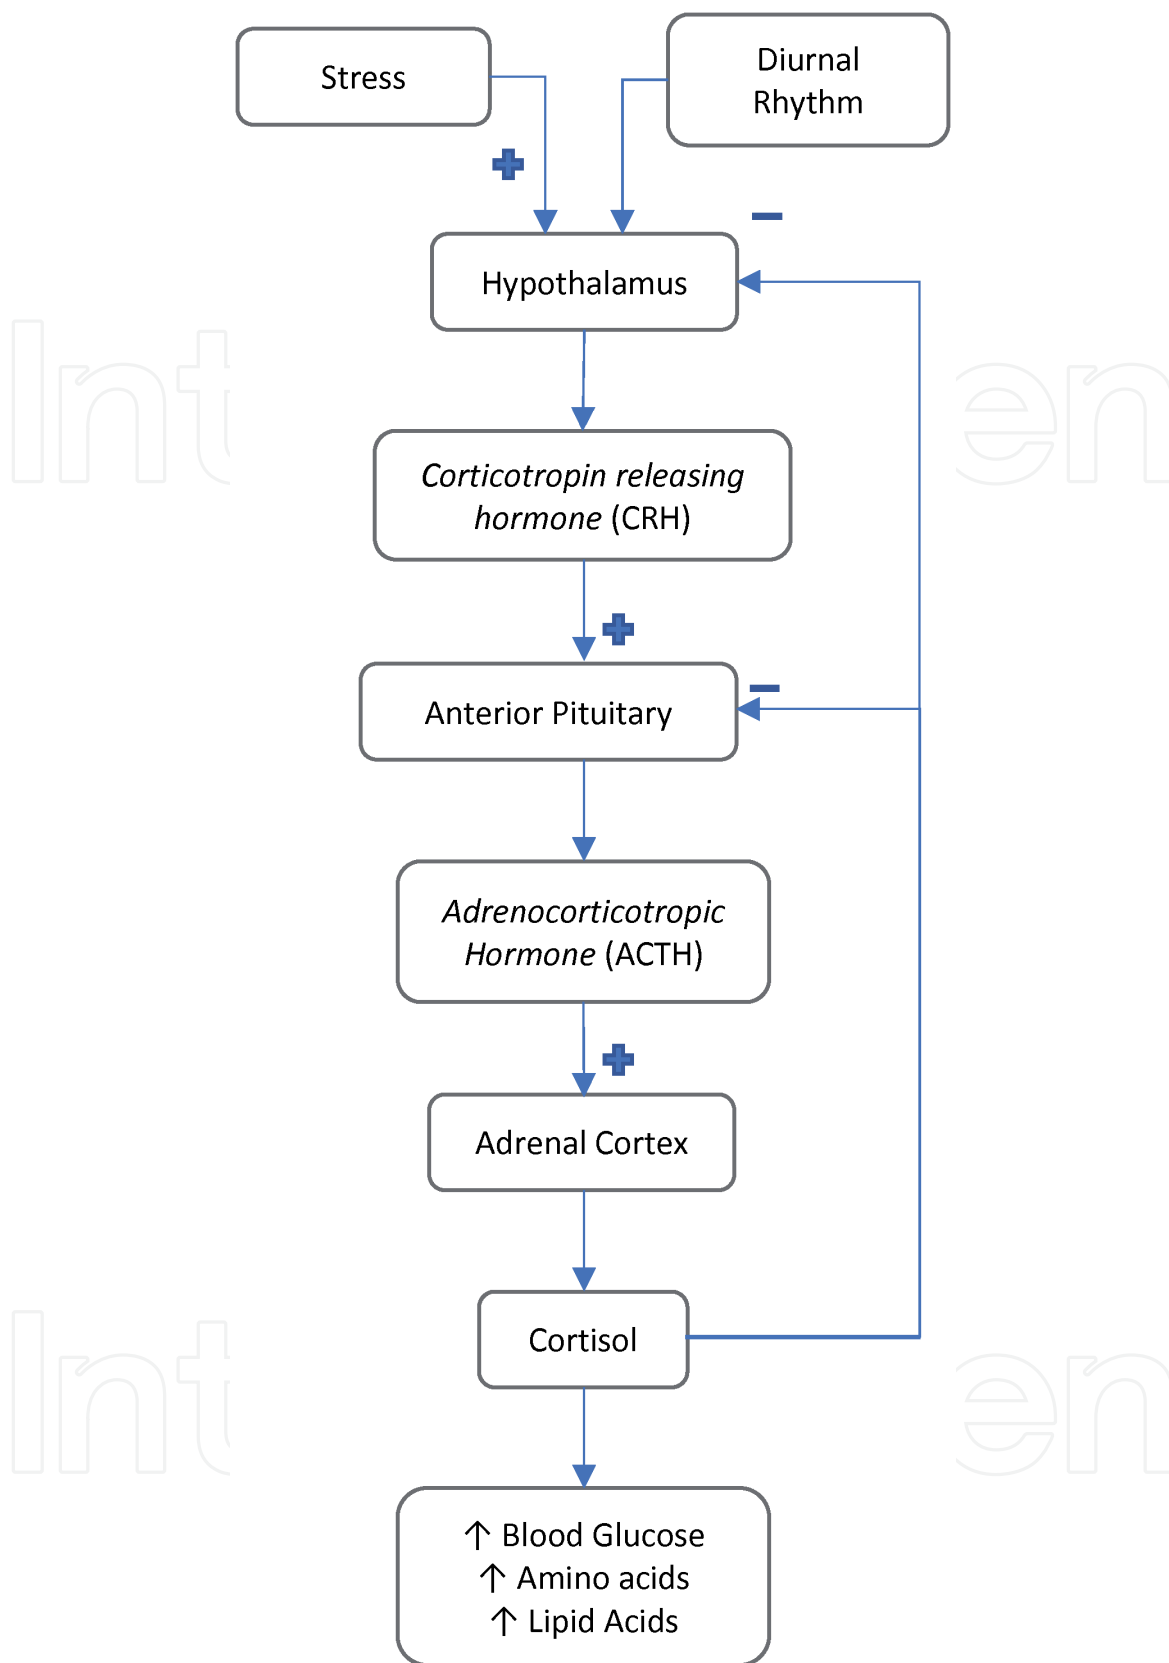 Stress
Diurnal
Rhythm
Hypothalamus
Corticotropin releasing
hormone (CRH)
Anterior Pituitary
Adrenocorticotropic
Hormone (ACTH)
Adrenal Cortex
Cortisol
↑ Blood Glucose
↑ Amino acids
↑ Lipid Acids